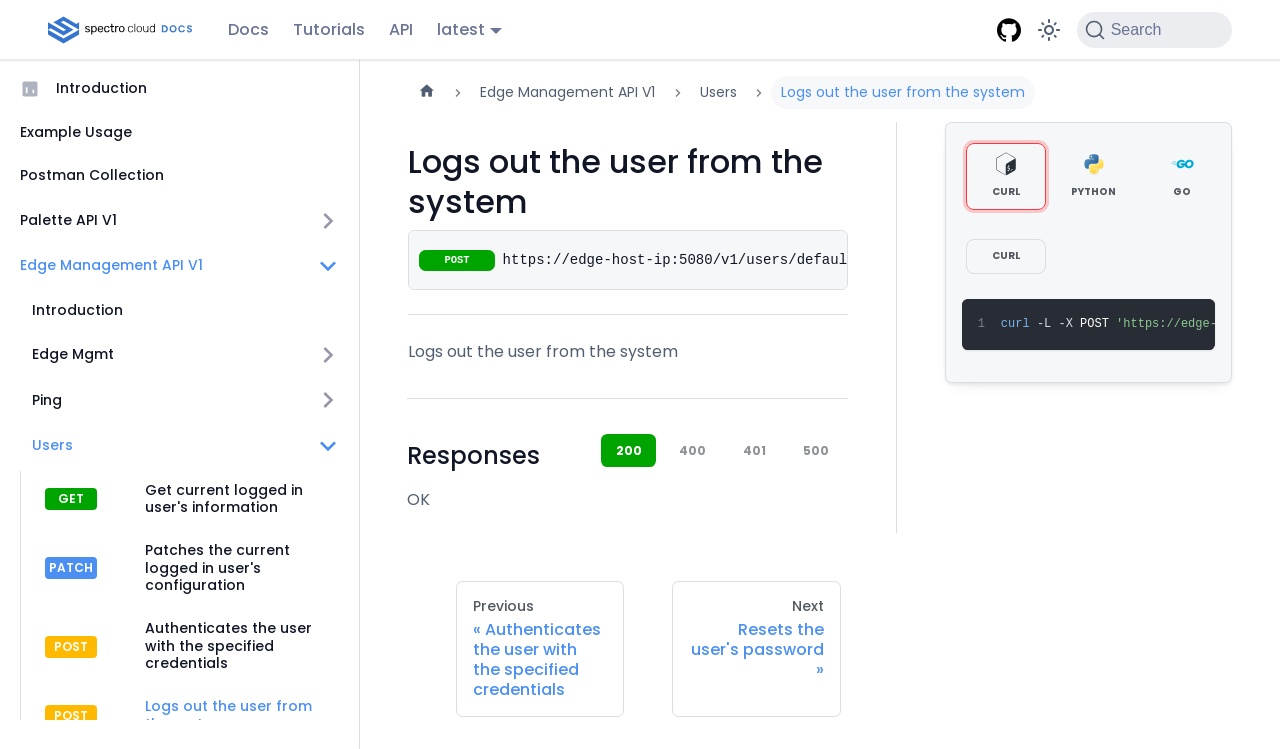 spectro cloud DOCS
Docs
Tutorials
API
latest
Search
Introduction
Example Usage
Postman Collection
Palette API V1
Edge Management API V1
Introduction
Edge Mgmt
Ping
Users
GET
Get current logged in
user's information
PATCH
Patches the current
logged in user's
configuration
POST
Authenticates the user
with the specified
credentials
POST
Logs out the user from
Edge Management API V1
Users
Logs out the user from the system
Logs out the user from the
system
POST
https://edge-host-ip:5080/v1/users/defaul
Logs out the user from the system
Responses
200
400
401
500
OK
CURL
PYTHON
GO
CURL
1 curl -L -X POST 'https://edge-
Previous
« Authenticates
the user with
the specified
credentials
Next
Resets the
user's password
»